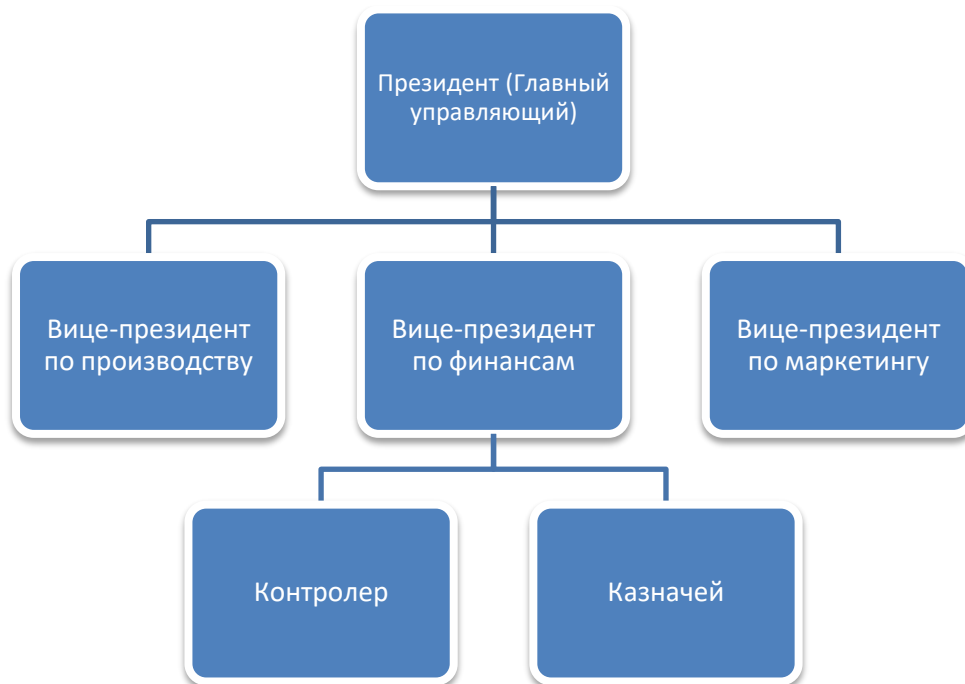 Президент (Главный
управляющий)
Вице-президент
по производству
Вице-президент
по финансам
Вице-президент
по маркетингу
Контролер
Казначей